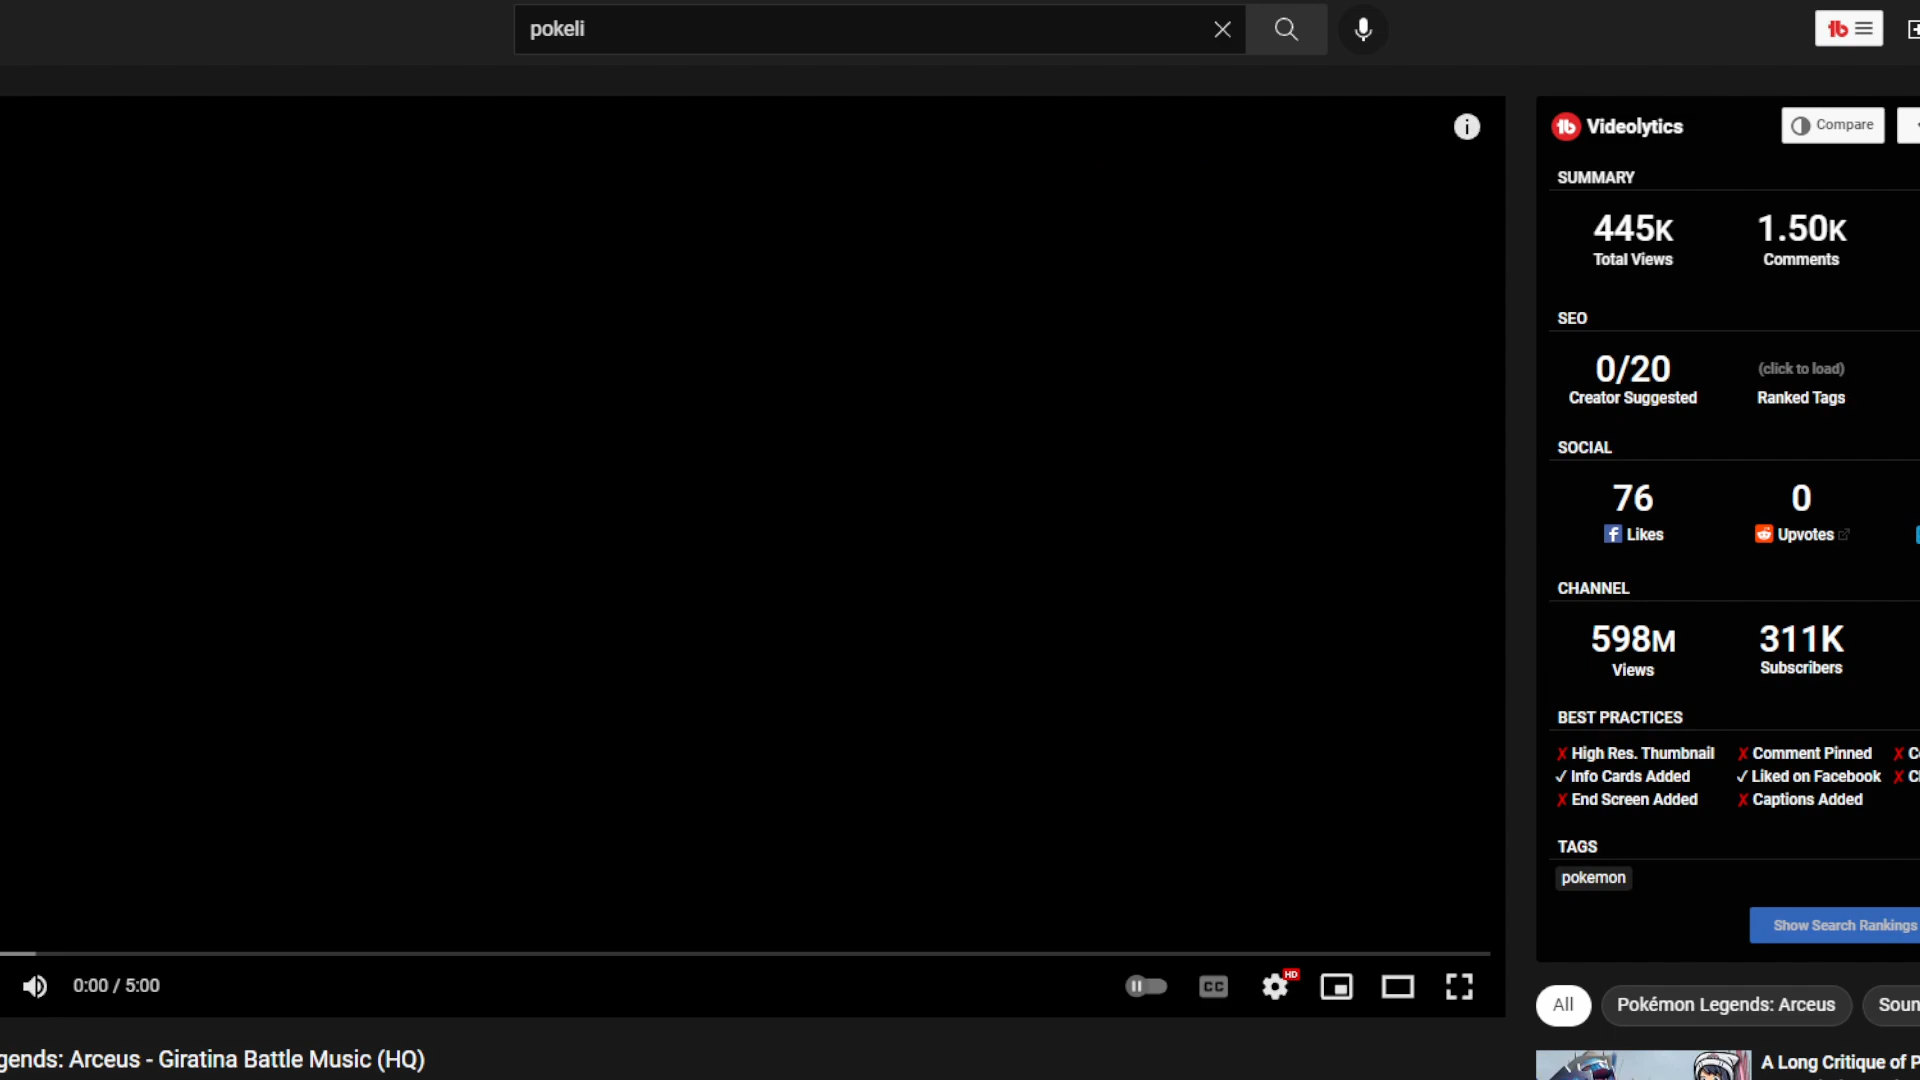 pokeli
Videolytics
Compare
SUMMARY
445K
1.50K
Total Views
Comments
SEO
0/20
(click to load)
Creator Suggested
Ranked Tags
SOCIAL
76
0
Likes
Upvotes
CHANNEL
598M
311K
Views
Subscribers
BEST PRACTICES
✗ High Res. Thumbnail ✗ Comment Pinned ✗
✓ Info Cards Added ✓ Liked on Facebook ✗
✗ End Screen Added ✗ Captions Added
TAGS
pokemon
Show Search Rankings
0:00 / 5:00
CC
HD
All
Pokémon Legends: Arceus
Soun
gends: Arceus - Giratina Battle Music (HQ)
A Long Critique of P